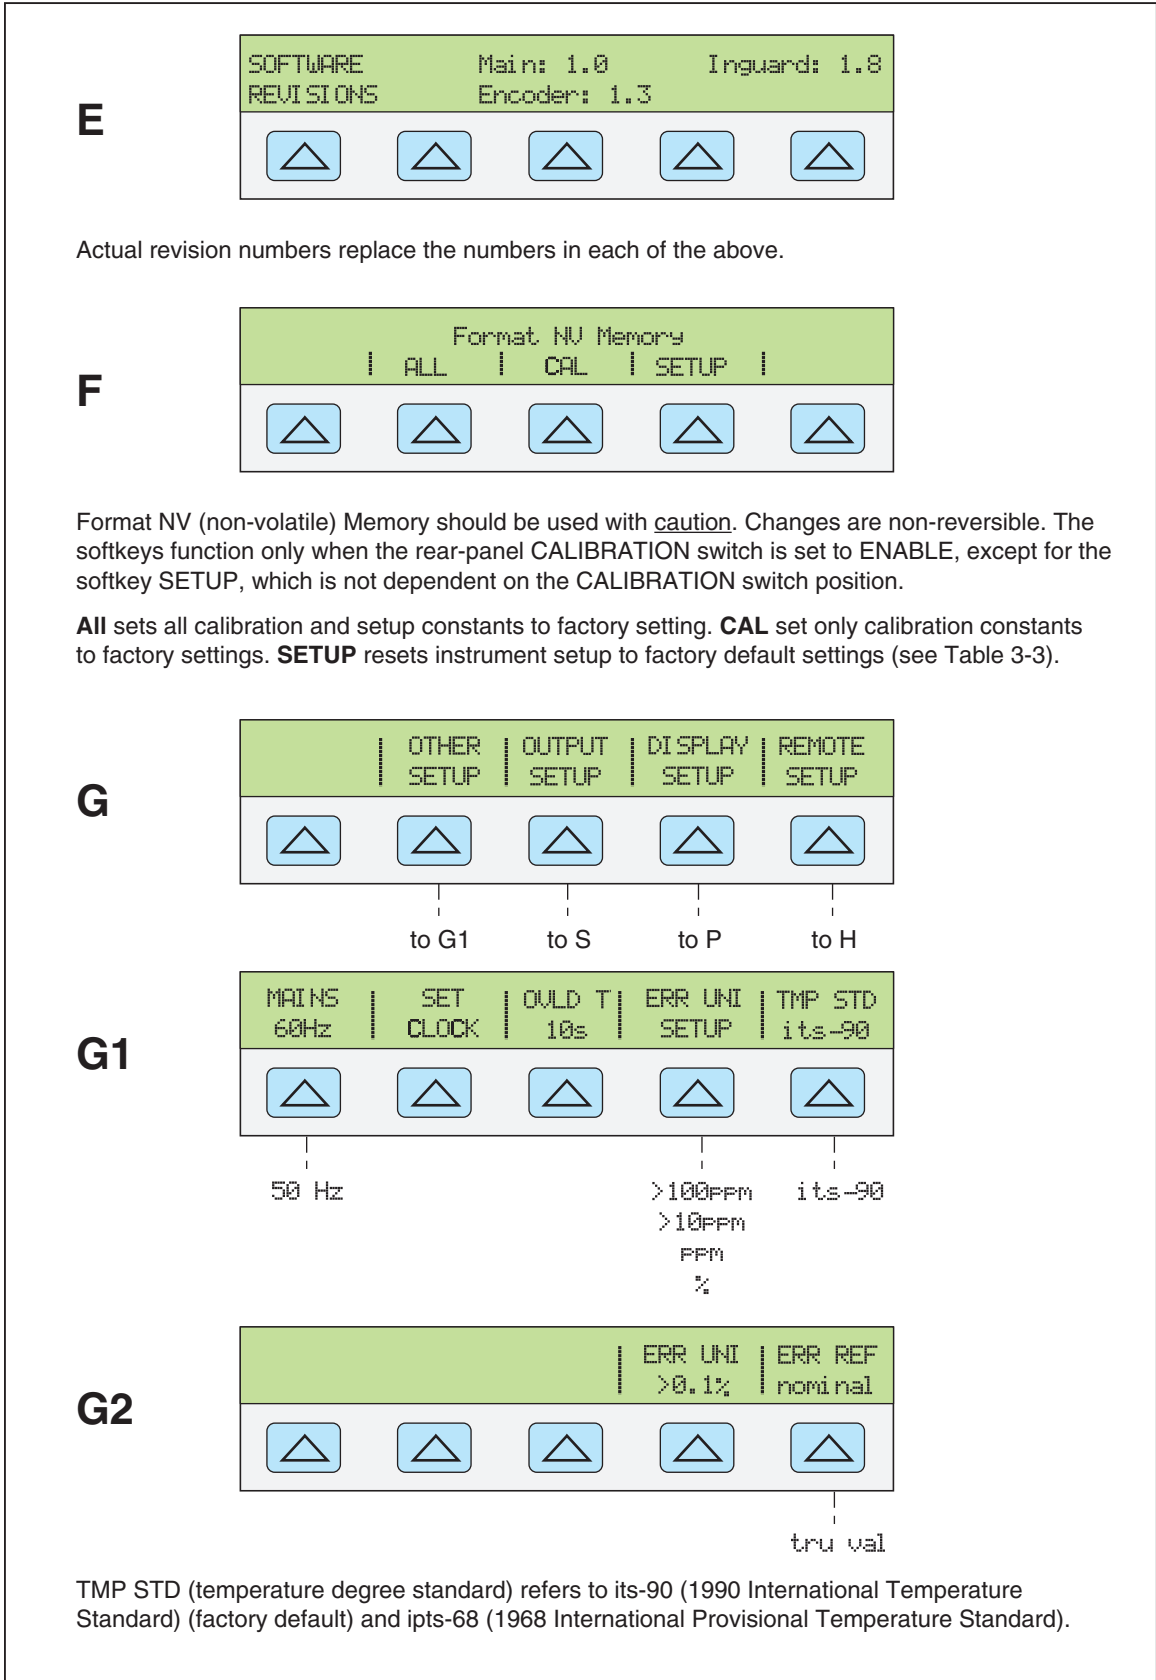 E
SOFTWARE Main: 1.0 Inguard: 1.8
REVISIONS Encoder: 1.3
Actual revision numbers replace the numbers in each of the above.
F
Format NV Memory
ALL CAL SETUP
Format NV (non-volatile) Memory should be used with caution. Changes are non-reversible. The
softkeys function only when the rear-panel CALIBRATION switch is set to ENABLE, except for the
softkey SETUP, which is not dependent on the CALIBRATION switch position.
All sets all calibration and setup constants to factory setting. CAL set only calibration constants
to factory settings. SETUP resets instrument setup to factory default settings (see Table 3-3).
G
OTHER OUTPUT DISPLAY REMOTE
SETUP SETUP SETUP SETUP
to G1 to S to P to H
G1
MAINS SET OVLD T ERR UNI TMP STD
60Hz CLOCK 10s SETUP its-90
50 Hz >100ppm its-90
>10ppm
ppm
%
G2
ERR UNI ERR REF
>0.1% nominal
tru val
TMP STD (temperature degree standard) refers to its-90 (1990 International Temperature
Standard) (factory default) and ipts-68 (1968 International Provisional Temperature Standard).